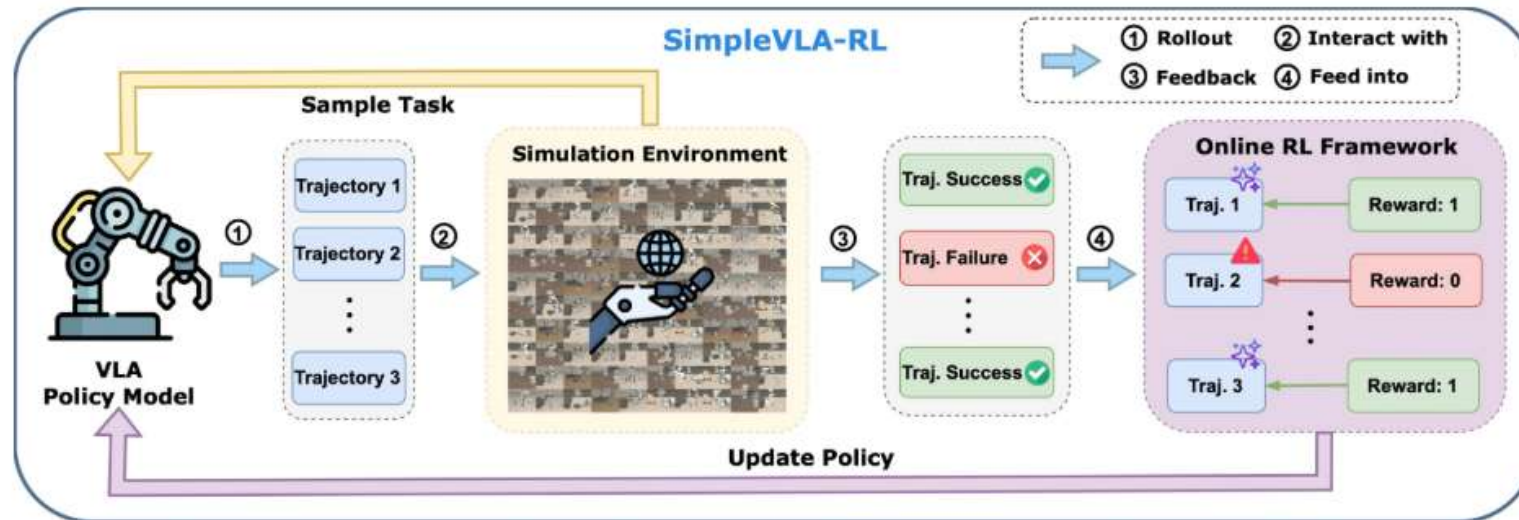 SimpleVLA-RL
① Rollout ② Interact with
③ Feedback ④ Feed into
Sample Task
VLA
Policy Model
①
Trajectory 1
Trajectory 2
Trajectory 3
②
Simulation Environment
③
Traj. Success
Traj. Failure
Traj. Success
④
Online RL Framework
Traj. 1 Reward: 1
Traj. 2 Reward: 0
Traj. 3 Reward: 1
Update Policy